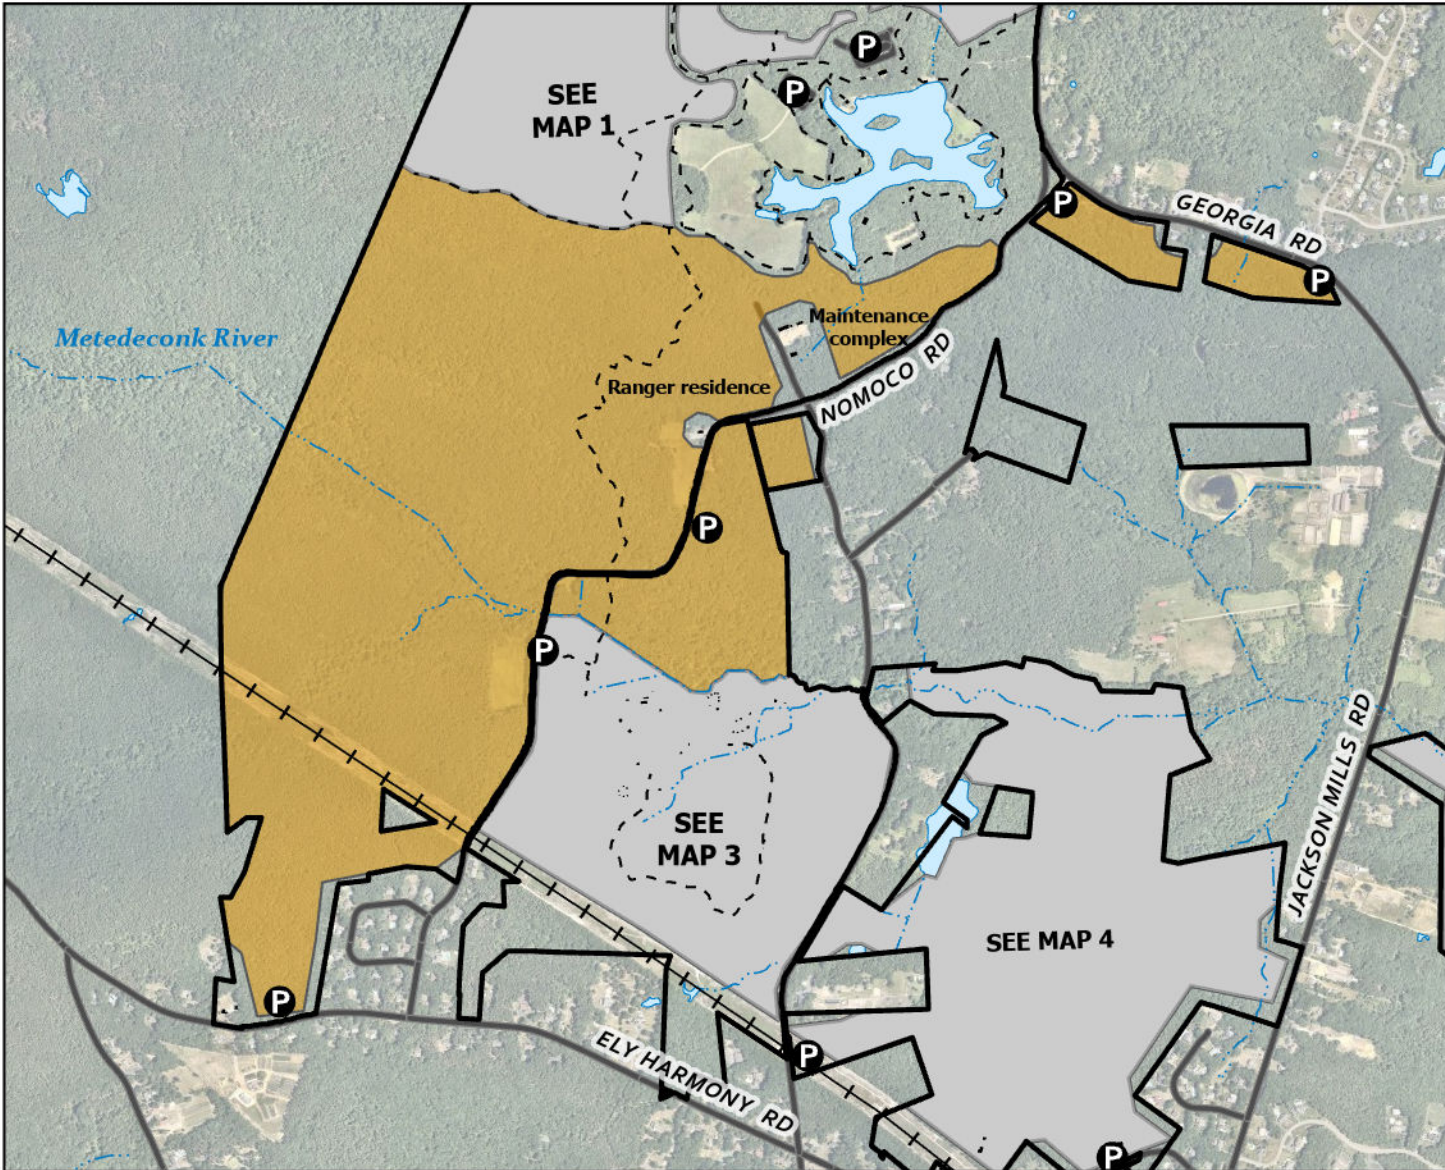 P
P
SEE
MAP 1
P
GEORGIA RD
P
Metedeconk River
Maintenance
complex
NOMOCO RD
Ranger residence
P
P
SEE
MAP 3
JACKSON MILLS RD
SEE MAP 4
P
ELY HARMONY RD
P
P